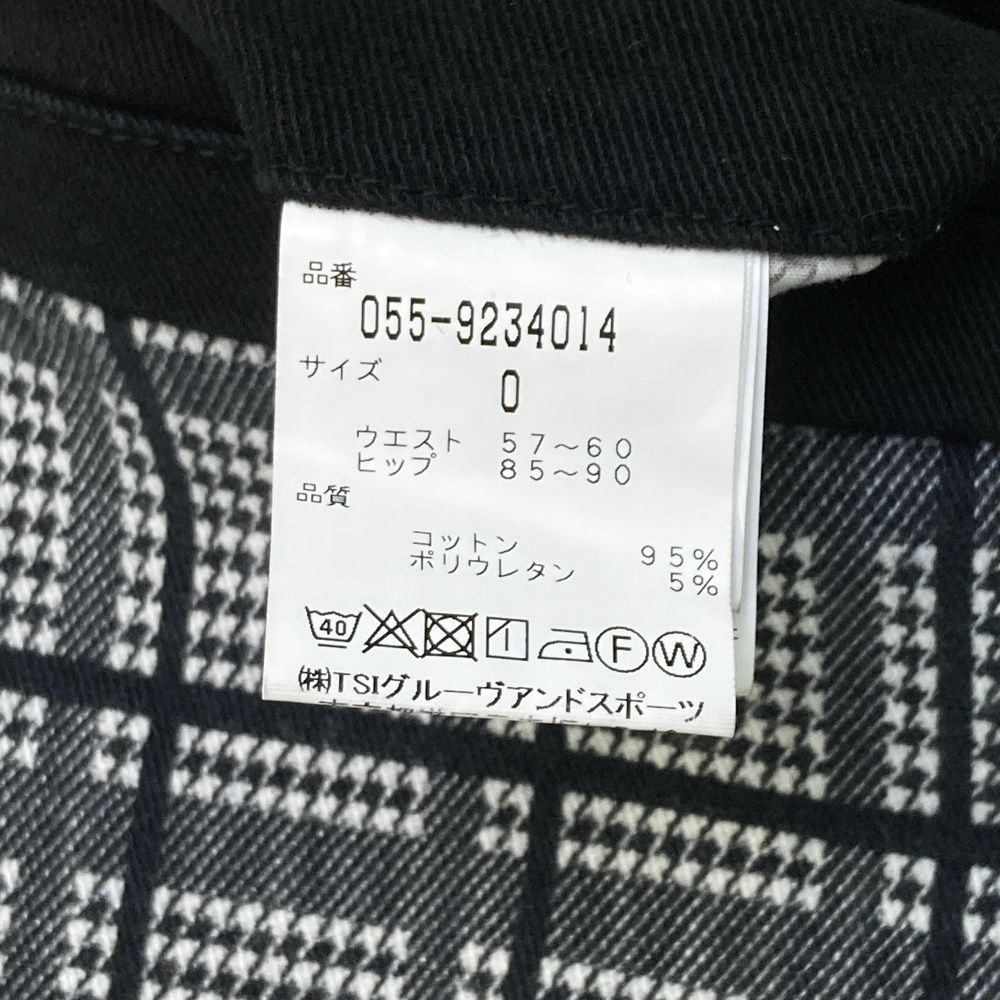 品番
055-9234014
サイズ
0
ウエスト 57～60
ヒップ 85～90
品質
コットン 95%
ポリウレタン 5%
40 F W
㈱TSIグルーヴアンドスポーツ